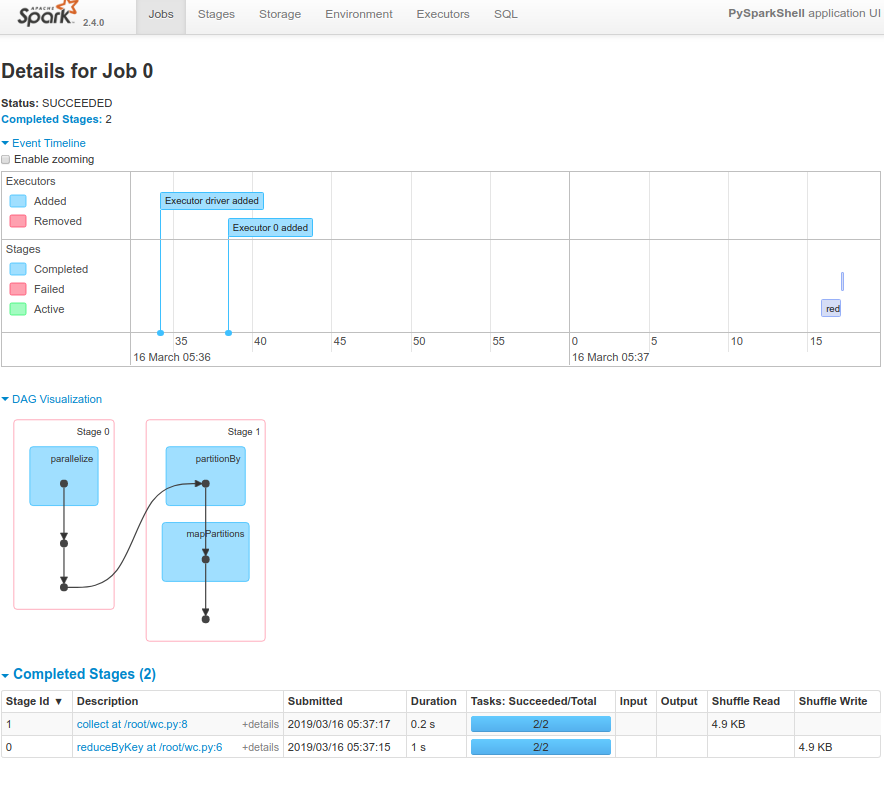 APACHE
Spark 2.4.0 Jobs Stages Storage Environment Executors SQL PySparkShell application UI
Details for Job 0
Status: SUCCEEDED
Completed Stages: 2
Event Timeline
Enable zooming
Executors
Added
Removed
Executor driver added
Executor 0 added
Stages
Completed
Failed
Active
red
35 40 45 50 55 0 5 10 15
16 March 05:36 16 March 05:37
DAG Visualization
Stage 0 Stage 1
parallelize partitionBy
mapPartitions
Completed Stages (2)
Stage Id ▼ Description Submitted Duration Tasks: Succeeded/Total Input Output Shuffle Read Shuffle Write
1 collect at /root/wc.py:8 +details 2019/03/16 05:37:17 0.2 s 2/2 4.9 KB
0 reduceByKey at /root/wc.py:6 +details 2019/03/16 05:37:15 1 s 2/2 4.9 KB